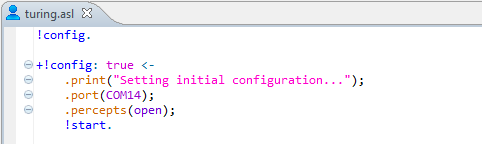 turing.asl
!config.
+!config: true <-
.print("Setting initial configuration...");
.port(COM14);
.percepts(open);
!start.